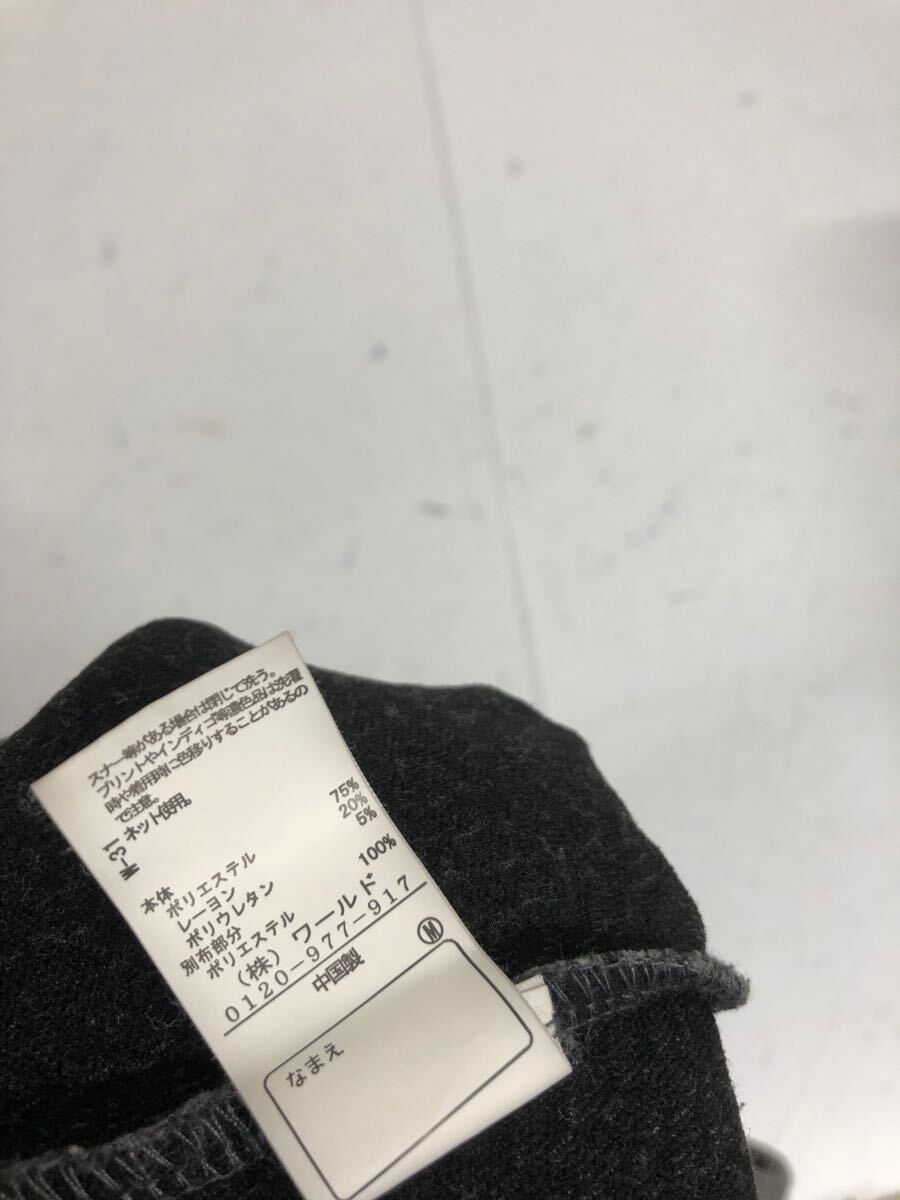 スナー等がある場合は閉じて洗う。
プリントやインディゴ等濃色品は洗濯
時や着用時に色移りすることがあるの
で注意。
ネット使用。
W-31
本体
ポリエステル 75%
レーヨン 20%
ポリウレタン 5%
別布部分
ポリエステル 100%
(株) ワールド
0120-977-917
中国製
M
なまえ